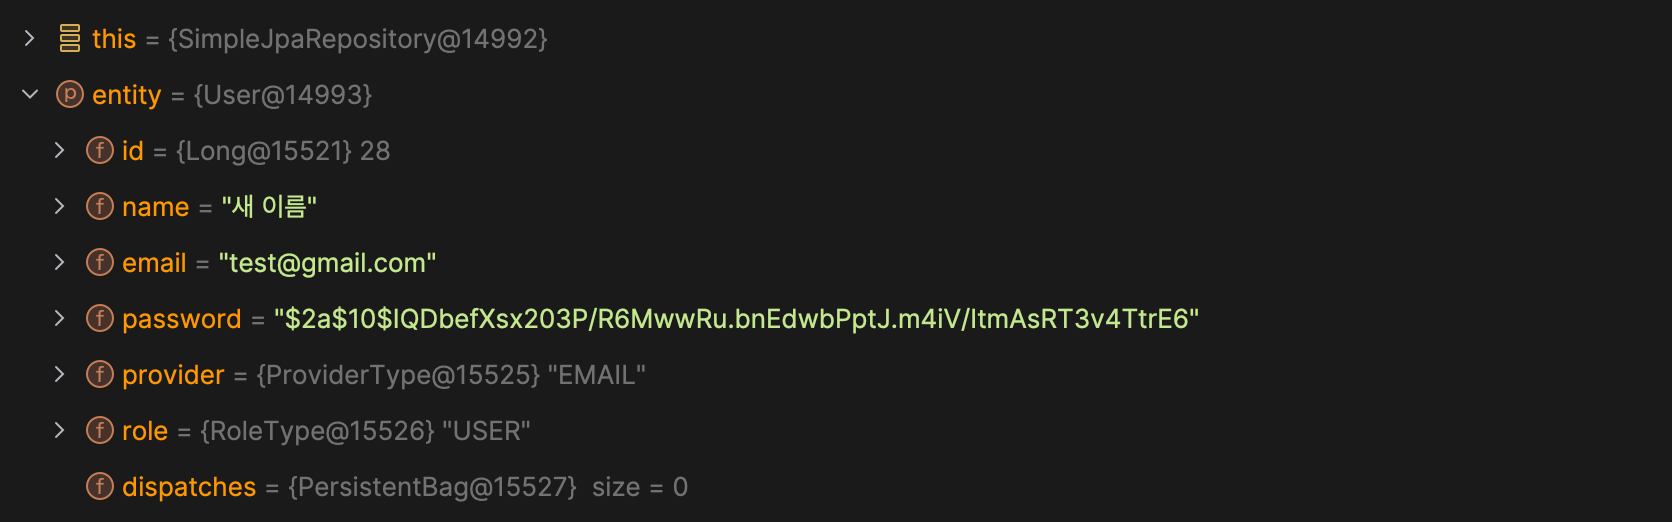 this = {SimpleJpaRepository@14992}
p entity = {User@14993}
f id = {Long@15521} 28
f name = "새 이름"
f email = "test@gmail.com"
f password = "$2a$10$IQDbefXsx203P/R6MwwRu.bnEdwbPptJ.m4iV/ItmAsRT3v4TtrE6"
f provider = {ProviderType@15525} "EMAIL"
f role = {RoleType@15526} "USER"
f dispatches = {PersistentBag@15527} size = 0